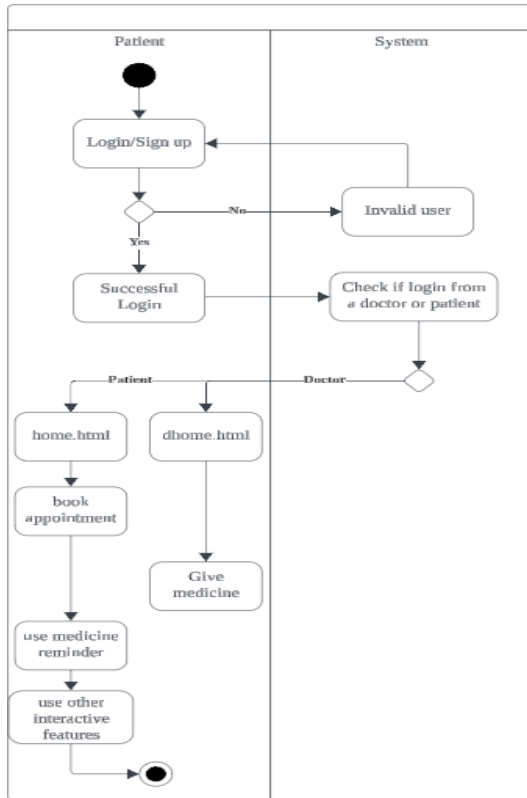 Patient
System
Login/Sign up
No
Invalid user
Yes
Successful
Login
Check if login from
a doctor or patient
Patient
Doctor
home.html
dhome.html
book
appointment
Give
medicine
use medicine
reminder
use other
interactive
features